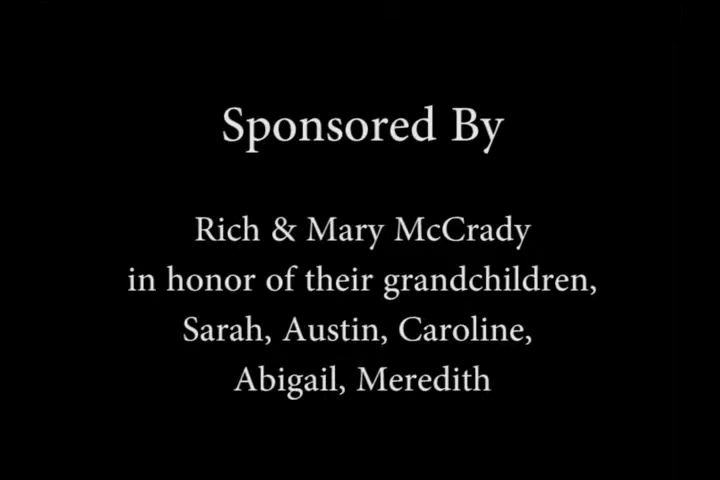 Sponsored By
Rich & Mary McCrady
in honor of their grandchildren,
Sarah, Austin, Caroline,
Abigail, Meredith